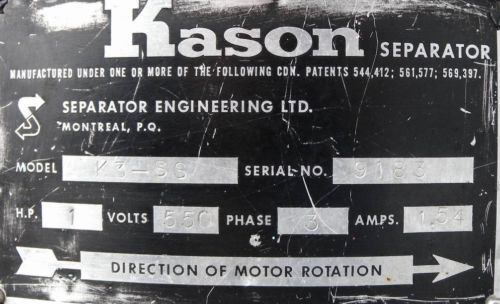 Kason SEPARATOR
MANUFACTURED UNDER ONE OR MORE OF THE FOLLOWING CDN. PATENTS 544,412; 561,577; 569,397.
SEPARATOR ENGINEERING LTD.
MONTREAL, P.Q.
MODEL K3-SS SERIAL NO. 9183
H.P. 1 VOLTS 550 PHASE 3 AMPS. 1.54
DIRECTION OF MOTOR ROTATION